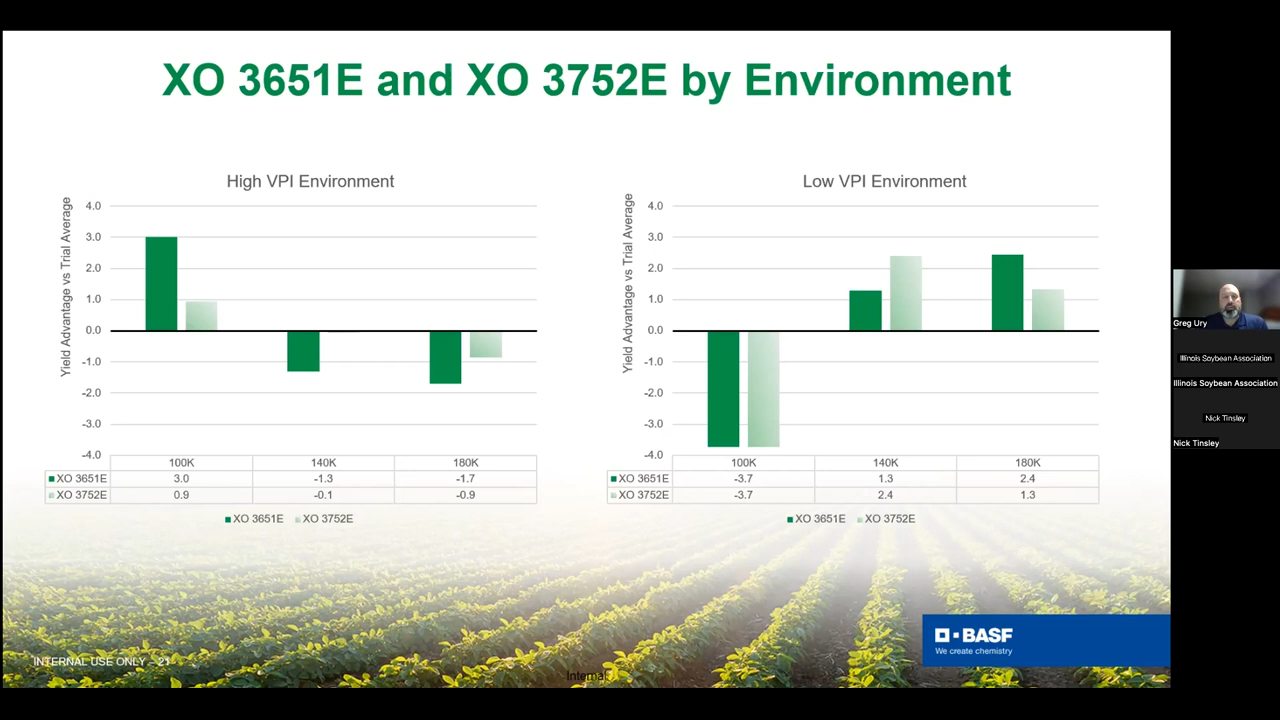 XO 3651E and XO 3752E by Environment
High VPI Environment
Yield Advantage vs Trial Average
4.0
3.0
2.0
1.0
0.0
-1.0
-2.0
-3.0
-4.0
100K 140K 180K
XO 3651E 3.0 -1.3 -1.7
XO 3752E 0.9 -0.1 -0.9
XO 3651E XO 3752E
Low VPI Environment
Yield Advantage vs Trial Average
4.0
3.0
2.0
1.0
0.0
-1.0
-2.0
-3.0
-4.0
100K 140K 180K
XO 3651E -3.7 1.3 2.4
XO 3752E -3.7 2.4 1.3
XO 3651E XO 3752E
BASF
We create chemistry
INTERNAL USE ONLY - 21
Internal
Greg Ury
Illinois Soybean Association
Illinois Soybean Association
Nick Tinsley
Nick Tinsley